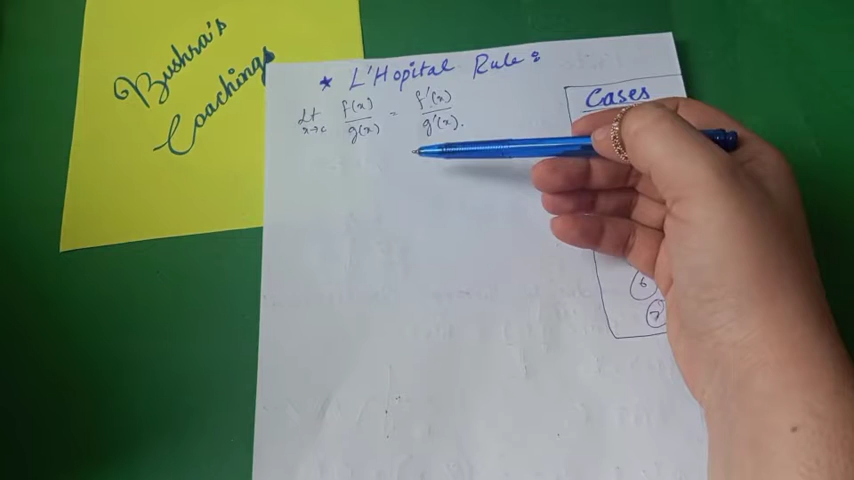 Bushra's
Coachings
* L'Hopital Rule:
Lt x→c f(x)/g(x) = f'(x)/g'(x).
Cases
6
7